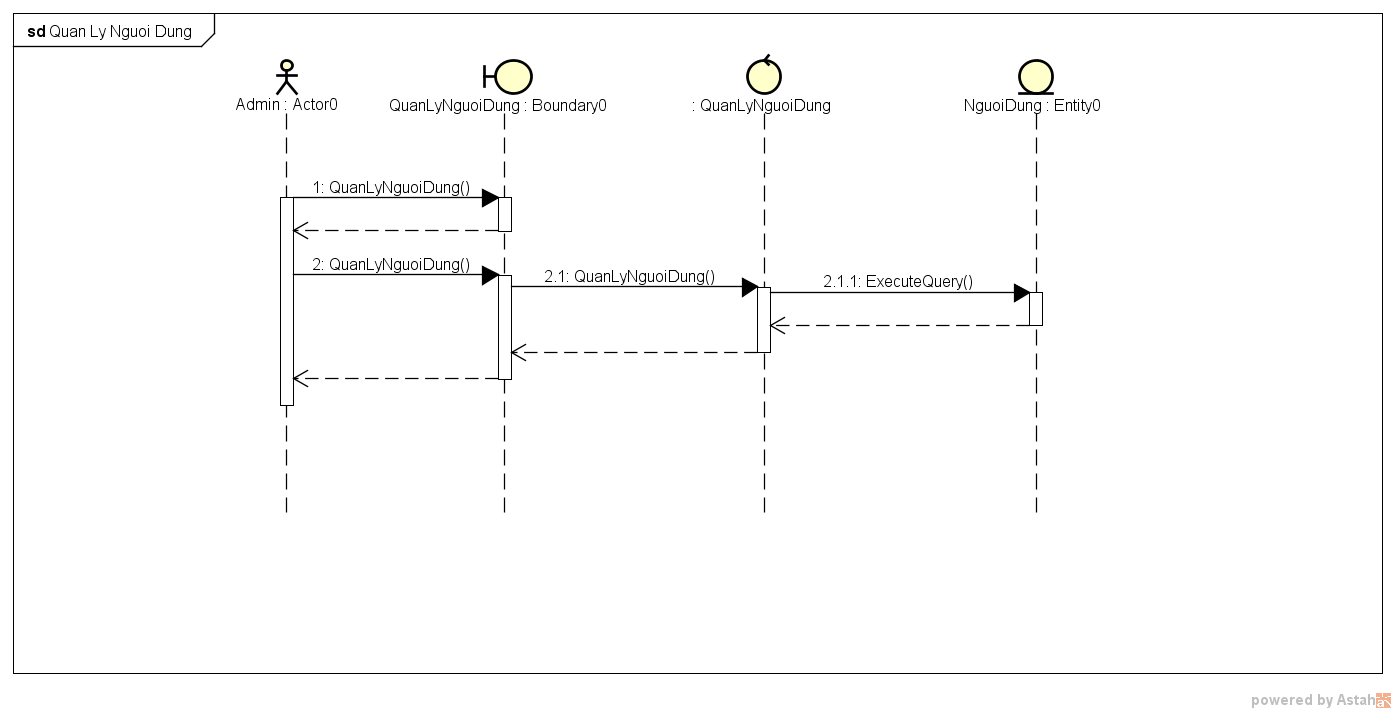 sd Quan Ly Nguoi Dung
Admin : Actor0
QuanLyNguoiDung : Boundary0
: QuanLyNguoiDung
NguoiDung : Entity0
1: QuanLyNguoiDung()
2: QuanLyNguoiDung()
2.1: QuanLyNguoiDung()
2.1.1: ExecuteQuery()
powered by Astah